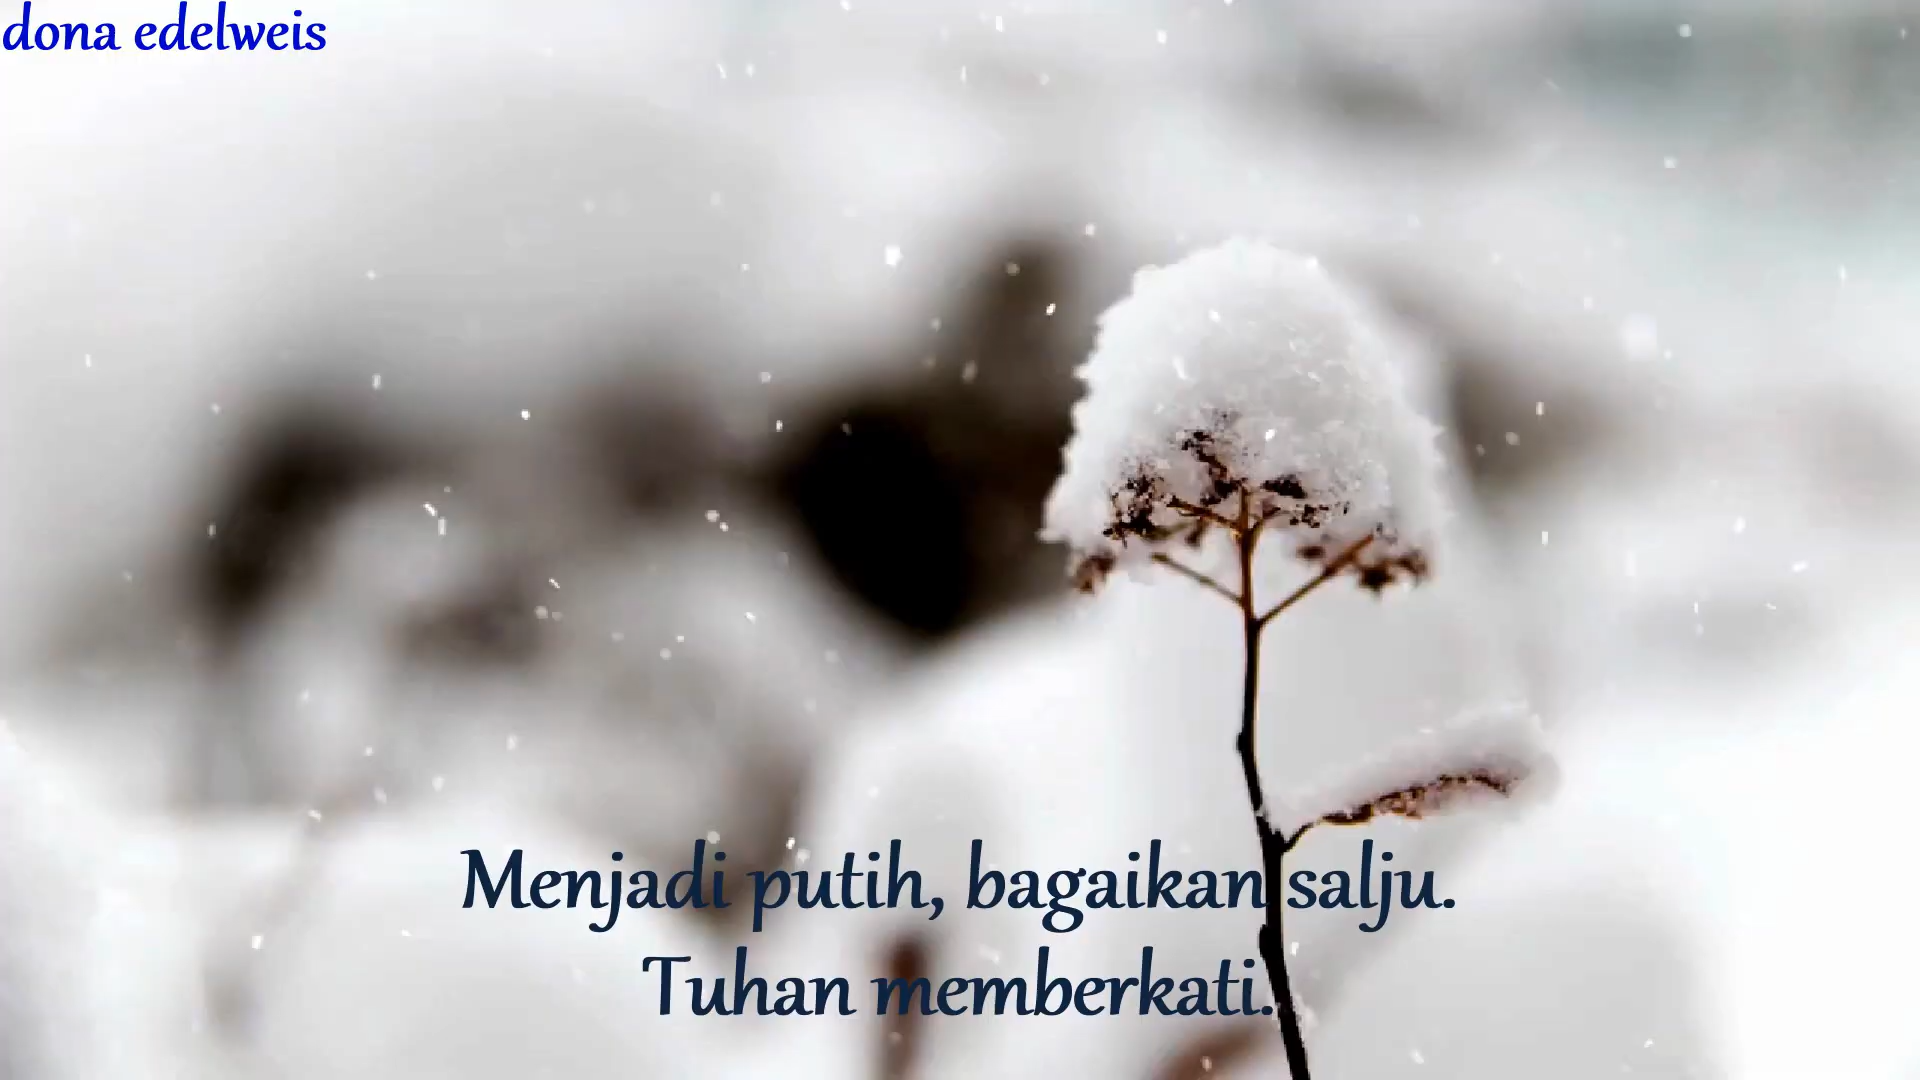 dona edelweis
Menjadi putih, bagaikan salju.
Tuhan memberkati.